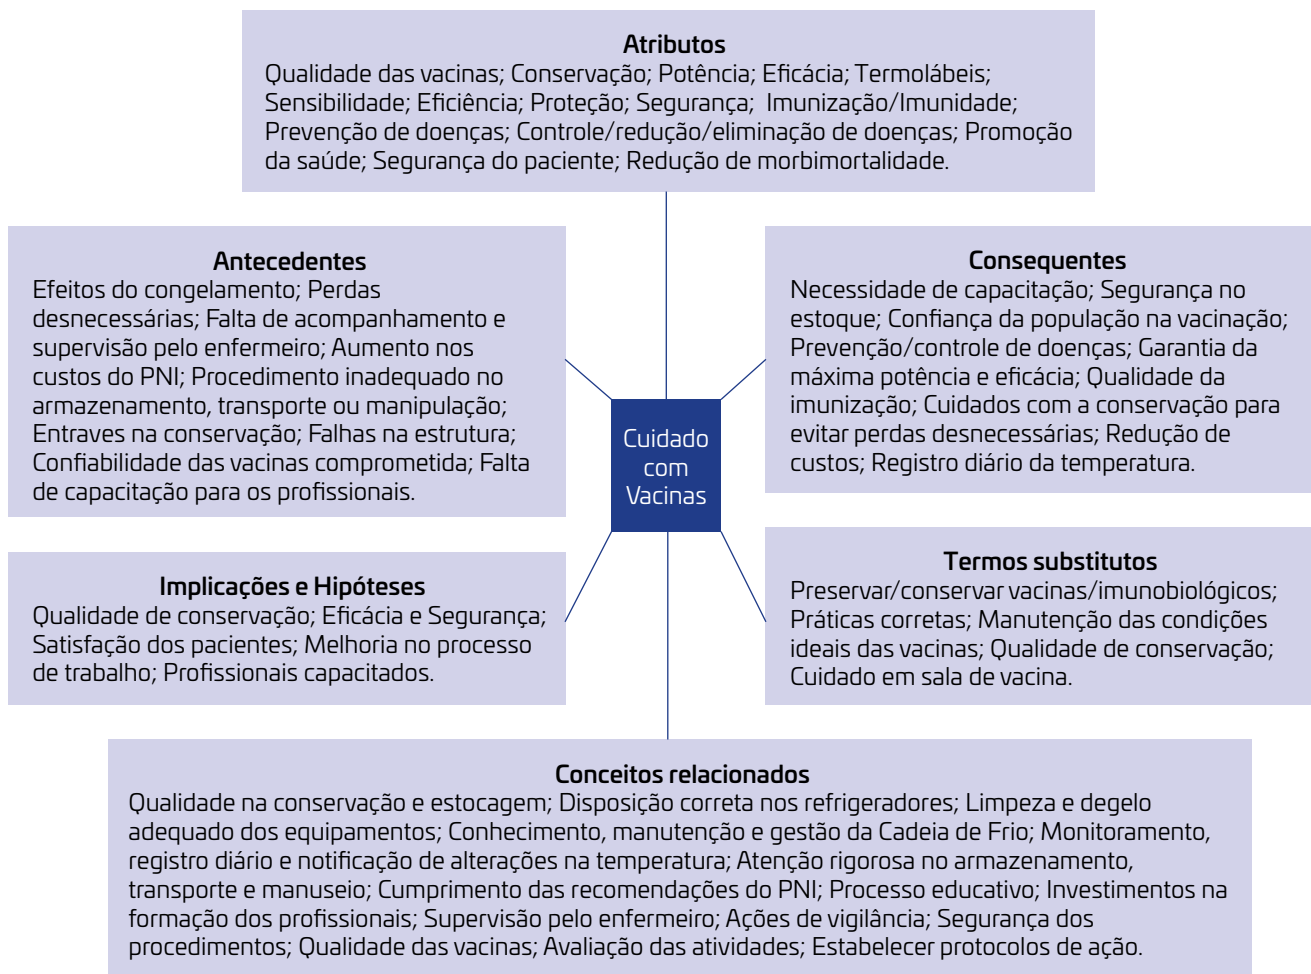 Atributos
Qualidade das vacinas; Conservação; Potência; Eficácia; Termolábeis;
Sensibilidade; Eficiência; Proteção; Segurança; Imunização/Imunidade;
Prevenção de doenças; Controle/redução/eliminação de doenças; Promoção
da saúde; Segurança do paciente; Redução de morbimortalidade.
Antecedentes
Efeitos do congelamento; Perdas
desnecessárias; Falta de acompanhamento e
supervisão pelo enfermeiro; Aumento nos
custos do PNI; Procedimento inadequado no
armazenamento, transporte ou manipulação;
Entraves na conservação; Falhas na estrutura;
Confiabilidade das vacinas comprometida; Falta
de capacitação para os profissionais.
Consequentes
Necessidade de capacitação; Segurança no
estoque; Confiança da população na vacinação;
Prevenção/controle de doenças; Garantia da
máxima potência e eficácia; Qualidade da
imunização; Cuidados com a conservação para
evitar perdas desnecessárias; Redução de
custos; Registro diário da temperatura.
Cuidado
com
Vacinas
Implicações e Hipóteses
Qualidade de conservação; Eficácia e Segurança;
Satisfação dos pacientes; Melhoria no processo
de trabalho; Profissionais capacitados.
Termos substitutos
Preservar/conservar vacinas/imunobiológicos;
Práticas corretas; Manutenção das condições
ideais das vacinas; Qualidade de conservação;
Cuidado em sala de vacina.
Conceitos relacionados
Qualidade na conservação e estocagem; Disposição correta nos refrigeradores; Limpeza e degelo
adequado dos equipamentos; Conhecimento, manutenção e gestão da Cadeia de Frio; Monitoramento,
registro diário e notificação de alterações na temperatura; Atenção rigorosa no armazenamento,
transporte e manuseio; Cumprimento das recomendações do PNI; Processo educativo; Investimentos na
formação dos profissionais; Supervisão pelo enfermeiro; Ações de vigilância; Segurança dos
procedimentos; Qualidade das vacinas; Avaliação das atividades; Estabelecer protocolos de ação.